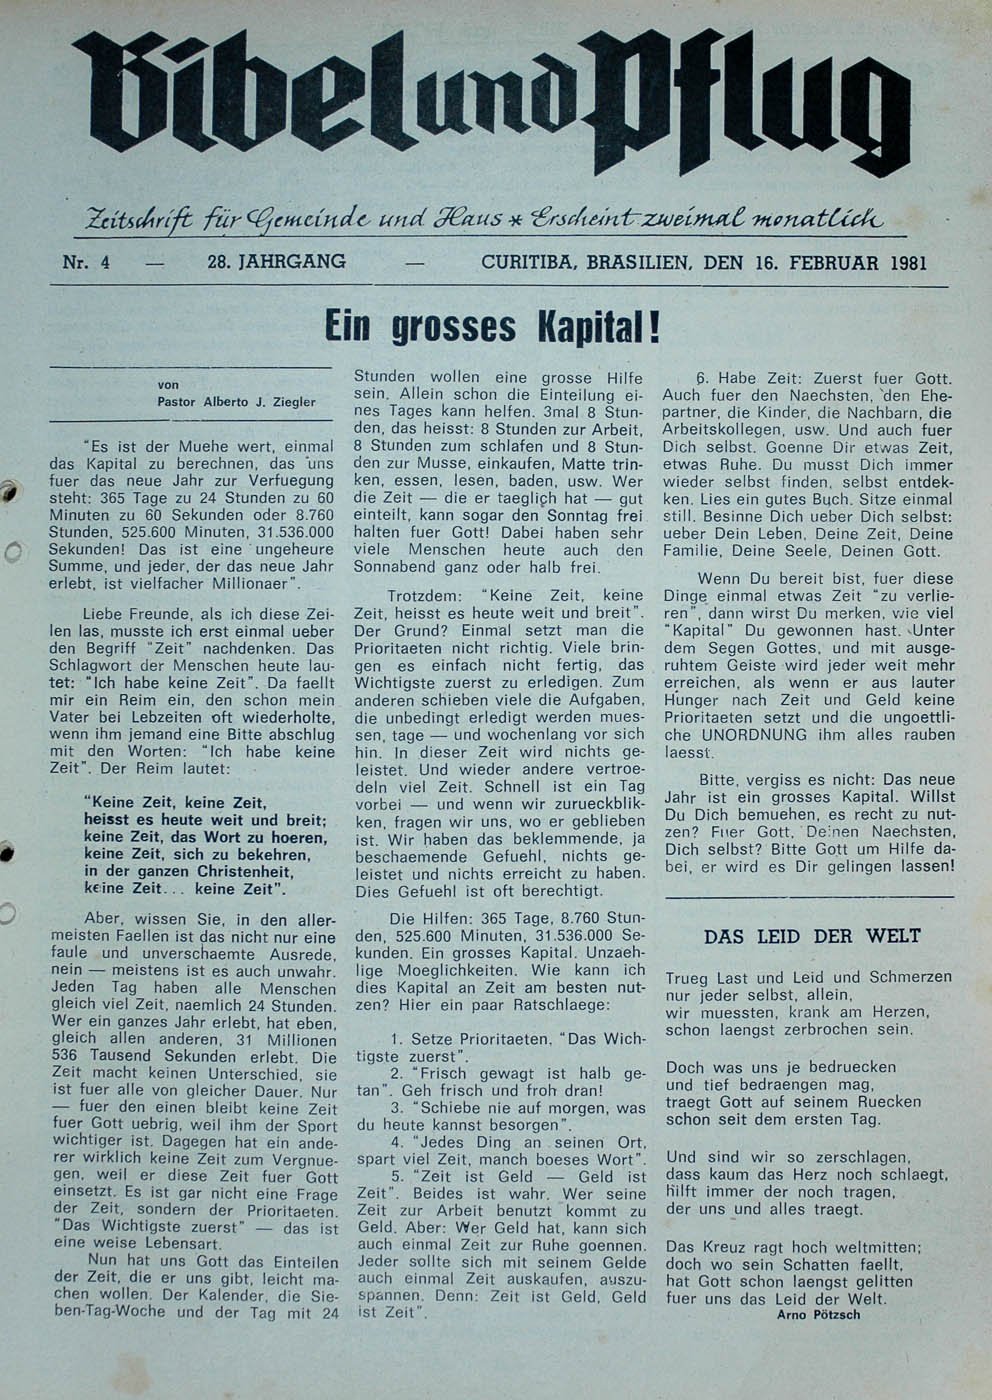 Bibel und Pflug
Zeitschrift für Gemeinde und Haus * Erscheint zweimal monatlich
Nr. 4 — 28. JAHRGANG — CURITIBA, BRASILIEN, DEN 16. FEBRUAR 1981
Ein grosses Kapital!
von
Pastor Alberto J. Ziegler
"Es ist der Muehe wert, einmal
das Kapital zu berechnen, das uns
fuer das neue Jahr zur Verfuegung
steht: 365 Tage zu 24 Stunden zu 60
Minuten zu 60 Sekunden oder 8.760
Stunden, 525.600 Minuten, 31.536.000
Sekunden! Das ist eine ungeheure
Summe, und jeder, der das neue Jahr
erlebt, ist vielfacher Millionaer".
Liebe Freunde, als ich diese Zei-
len las, musste ich erst einmal ueber
den Begriff "Zeit" nachdenken. Das
Schlagwort der Menschen heute lau-
tet: "Ich habe keine Zeit". Da faellt
mir ein Reim ein, den schon mein
Vater bei Lebzeiten oft wiederholte,
wenn ihm jemand eine Bitte abschlug
mit den Worten: "Ich habe keine
Zeit". Der Reim lautet:
"Keine Zeit, keine Zeit,
heisst es heute weit und breit;
keine Zeit, das Wort zu hoeren,
keine Zeit, sich zu bekehren,
in der ganzen Christenheit,
keine Zeit... keine Zeit".
Aber, wissen Sie, in den aller-
meisten Faellen ist das nicht nur eine
faule und unverschaemte Ausrede,
nein — meistens ist es auch unwahr.
Jeden Tag haben alle Menschen
gleich viel Zeit, naemlich 24 Stunden.
Wer ein ganzes Jahr erlebt, hat eben,
gleich allen anderen, 31 Millionen
536 Tausend Sekunden erlebt. Die
Zeit macht keinen Unterschied, sie
ist fuer alle von gleicher Dauer. Nur
— fuer den einen bleibt keine Zeit
fuer Gott uebrig, weil ihm der Sport
wichtiger ist. Dagegen hat ein ande-
rer wirklich keine Zeit zum Vergnue-
gen, weil er diese Zeit fuer Gott
einsetzt. Es ist gar nicht eine Frage
der Zeit, sondern der Prioritaeten.
"Das Wichtigste zuerst" — das ist
eine weise Lebensart.
Nun hat uns Gott das Einteilen
der Zeit, die er uns gibt, leicht ma-
chen wollen. Der Kalender, die Sie-
ben-Tag-Woche und der Tag mit 24
Stunden wollen eine grosse Hilfe
sein. Allein schon die Einteilung ei-
nes Tages kann helfen. 3mal 8 Stun-
den, das heisst: 8 Stunden zur Arbeit,
8 Stunden zum schlafen und 8 Stun-
den zur Musse, einkaufen, Matte trin-
ken, essen, lesen, baden, usw. Wer
die Zeit — die er taeglich hat — gut
einteilt, kann sogar den Sonntag frei
halten fuer Gott! Dabei haben sehr
viele Menschen heute auch den
Sonnabend ganz oder halb frei.
Trotzdem: "Keine Zeit, keine
Zeit, heisst es heute weit und breit".
Der Grund? Einmal setzt man die
Prioritaeten nicht richtig. Viele brin-
gen es einfach nicht fertig, das
Wichtigste zuerst zu erledigen. Zum
anderen schieben viele die Aufgaben,
die unbedingt erledigt werden mues-
sen, tage — und wochenlang vor sich
hin. In dieser Zeit wird nichts ge-
leistet. Und wieder andere vertroe-
deln viel Zeit. Schnell ist ein Tag
vorbei — und wenn wir zurueckblik-
ken, fragen wir uns, wo er geblieben
ist. Wir haben das beklemmende, ja
beschaemende Gefuehl, nichts ge-
leistet und nichts erreicht zu haben.
Dies Gefuehl ist oft berechtigt.
Die Hilfen: 365 Tage, 8.760 Stun-
den, 525.600 Minuten, 31.536.000 Se-
kunden. Ein grosses Kapital. Unzaeh-
lige Moeglichkeiten. Wie kann ich
dies Kapital an Zeit am besten nut-
zen? Hier ein paar Ratschlaege:
1. Setze Prioritaeten. "Das Wich-
tigste zuerst".
2. "Frisch gewagt ist halb ge-
tan". Geh frisch und froh dran!
3. "Schiebe nie auf morgen, was
du heute kannst besorgen".
4. "Jedes Ding an seinen Ort,
spart viel Zeit, manch boeses Wort".
5. "Zeit ist Geld — Geld ist
Zeit". Beides ist wahr. Wer seine
Zeit zur Arbeit benutzt kommt zu
Geld. Aber: Wer Geld hat, kann sich
auch einmal Zeit zur Ruhe goennen.
Jeder sollte sich mit seinem Gelde
auch einmal Zeit auskaufen, auszu-
spannen. Denn: Zeit ist Geld, Geld
ist Zeit".
6. Habe Zeit: Zuerst fuer Gott.
Auch fuer den Naechsten, den Ehe-
partner, die Kinder, die Nachbarn, die
Arbeitskollegen, usw. Und auch fuer
Dich selbst. Goenne Dir etwas Zeit,
etwas Ruhe. Du musst Dich immer
wieder selbst finden, selbst entdek-
ken. Lies ein gutes Buch. Sitze einmal
still. Besinne Dich ueber Dich selbst:
ueber Dein Leben, Deine Zeit, Deine
Familie, Deine Seele, Deinen Gott.
Wenn Du bereit bist, fuer diese
Dinge einmal etwas Zeit "zu verlie-
ren", dann wirst Du merken, wie viel
"Kapital" Du gewonnen hast. Unter
dem Segen Gottes, und mit ausge-
ruhtem Geiste wird jeder weit mehr
erreichen, als wenn er aus lauter
Hunger nach Zeit und Geld keine
Prioritaeten setzt und die ungoettli-
che UNORDNUNG ihm alles rauben
laesst.
Bitte, vergiss es nicht: Das neue
Jahr ist ein grosses Kapital. Willst
Du Dich bemuehen, es recht zu nut-
zen? Fuer Gott, Deinen Naechsten,
Dich selbst? Bitte Gott um Hilfe da-
bei, er wird es Dir gelingen lassen!
DAS LEID DER WELT
Trueg Last und Leid und Schmerzen
nur jeder selbst, allein,
wir muessten, krank am Herzen,
schon laengst zerbrochen sein.
Doch was uns je bedruecken
und tief bedraengen mag,
traegt Gott auf seinem Ruecken
schon seit dem ersten Tag.
Und sind wir so zerschlagen,
dass kaum das Herz noch schlaegt,
hilft immer der noch tragen,
der uns und alles traegt.
Das Kreuz ragt hoch weltmitten;
doch wo sein Schatten faellt,
hat Gott schon laengst gelitten
fuer uns das Leid der Welt.
Arno Pötzsch